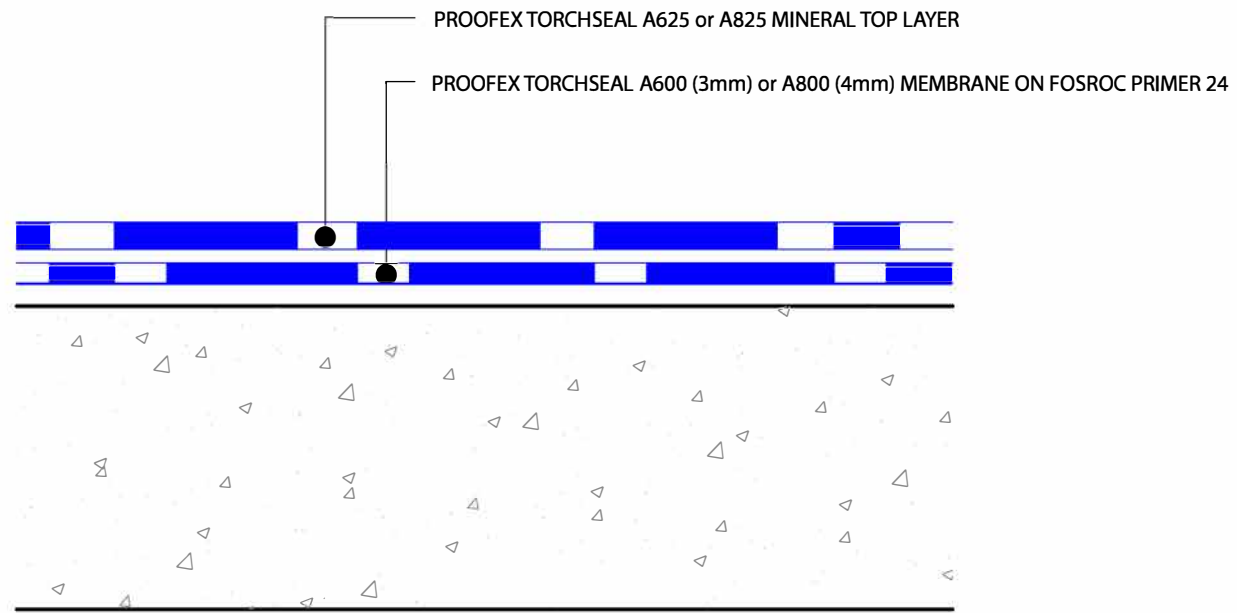 PROOFEX TORCHSEAL A625 or A825 MINERAL TOP LAYER
PROOFEX TORCHSEAL A600 (3mm) or A800 (4mm) MEMBRANE ON FOSROC PRIMER 24